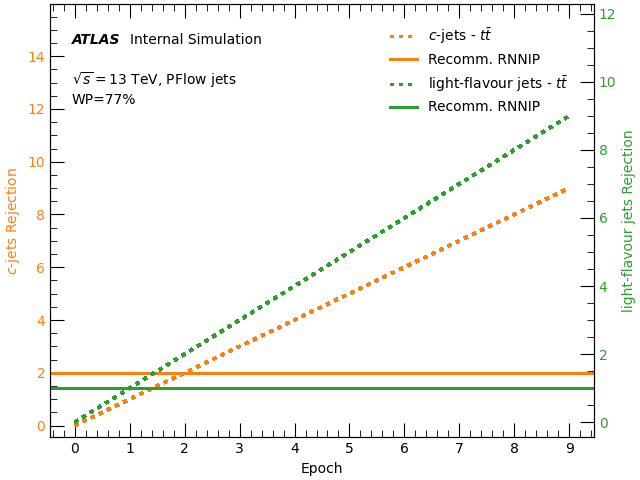 ATLAS Internal Simulation
√s = 13 TeV, PFlow jets
WP=77%
c-jets - tt̄
Recomm. RNNIP
light-flavour jets - tt̄
Recomm. RNNIP
c-jets Rejection
14
12
10
8
6
4
2
0
12
10
8
6
4
2
0
light-flavour jets Rejection
0 1 2 3 4 5 6 7 8 9
Epoch